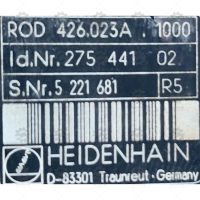 ROD 426.023A . 1000
Id.Nr. 275 441 02
S.Nr. 5 221 681 R5
HEIDENHAIN
D-83301 Traunreut · Germany